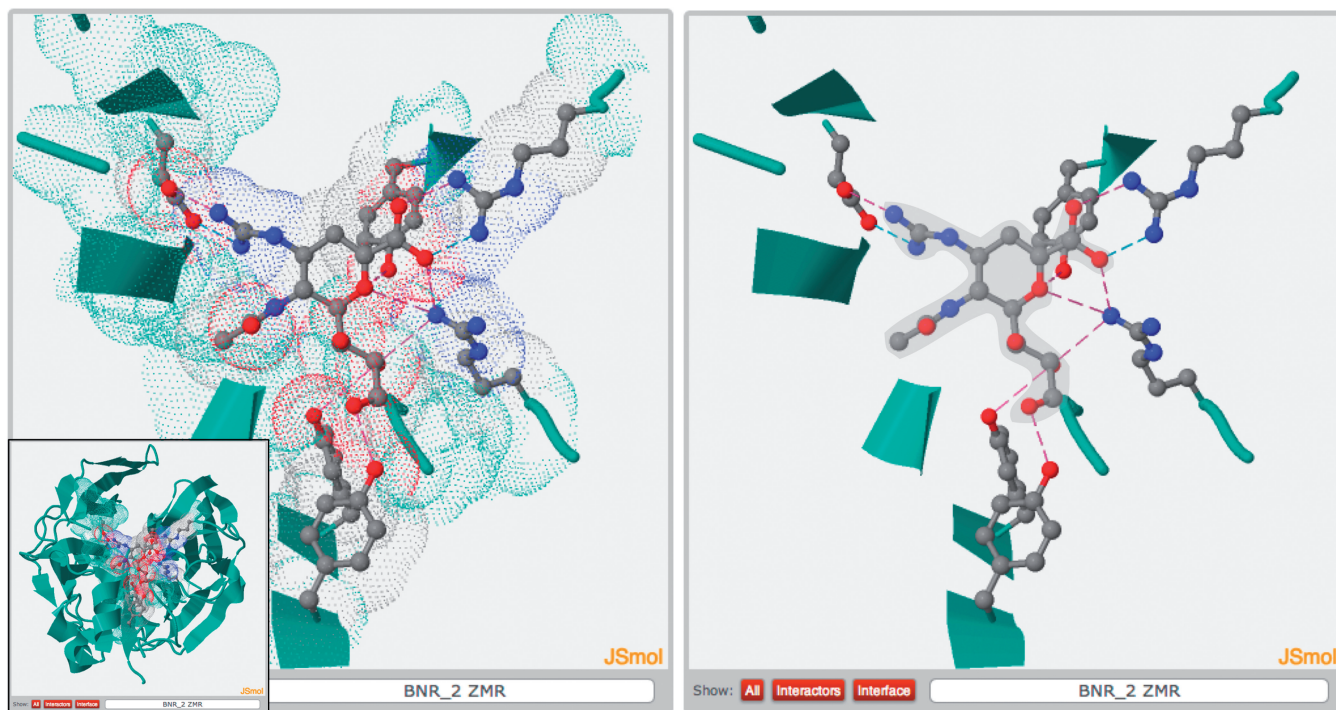 JSmol
BNR_2 ZMR
JSmol
Show: All Interactors Interface BNR_2 ZMR
JSmol
Show: All Interactors Interface BNR_2 ZMR